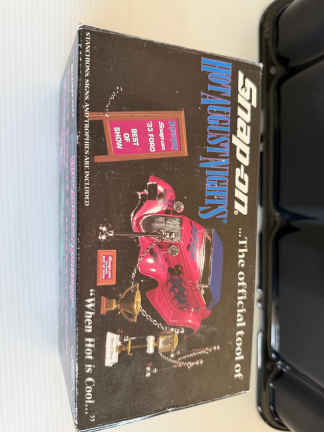 Snap-on.
HOT AUGUST NIGHTS
...The official tool of
Snap-on
'33 FORD
BEST
OF
SHOW
"When Hot is Cool..."
STANCHIONS, SIGNS, AND TROPHIES ARE INCLUDED